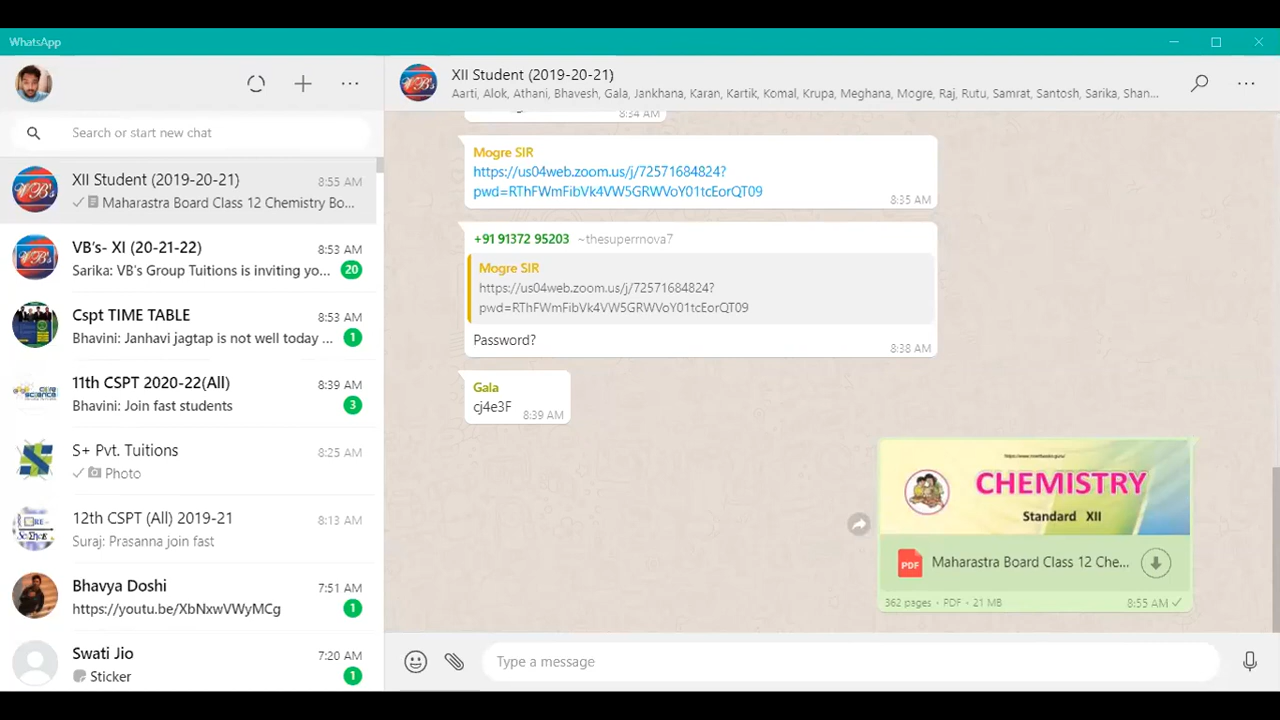 WhatsApp
Search or start new chat
XII Student (2019-20-21)
8:55 AM
Maharastra Board Class 12 Chemistry Bo...
VB's- XI (20-21-22)
8:53 AM
Sarika: VB's Group Tuitions is inviting yo...
20
Cspt TIME TABLE
8:53 AM
Bhavini: Janhavi jagtap is not well today ...
1
11th CSPT 2020-22(All)
8:39 AM
Bhavini: Join fast students
3
S+ Pvt. Tuitions
8:25 AM
Photo
12th CSPT (All) 2019-21
8:13 AM
Suraj: Prasanna join fast
Bhavya Doshi
7:51 AM
https://youtu.be/XbNxwVWyMCg
1
Swati Jio
7:20 AM
Sticker
1
XII Student (2019-20-21)
Aarti, Alok, Athani, Bhavesh, Gala, Jankhana, Karan, Kartik, Komal, Krupa, Meghana, Mogre, Raj, Rutu, Samrat, Santosh, Sarika, Shan...
8:34 AM
Mogre SIR
https://us04web.zoom.us/j/72571684824?
pwd=RThFWmFibVk4VW5GRWVoY01tcEorQT09
8:35 AM
+91 91372 95203 ~thesuperrnova7
Mogre SIR
https://us04web.zoom.us/j/72571684824?
pwd=RThFWmFibVk4VW5GRWVoY01tcEorQT09
Password?
8:38 AM
Gala
cj4e3F
8:39 AM
CHEMISTRY
Standard XII
PDF
Maharastra Board Class 12 Che...
362 pages • PDF • 21 MB
8:55 AM
Type a message